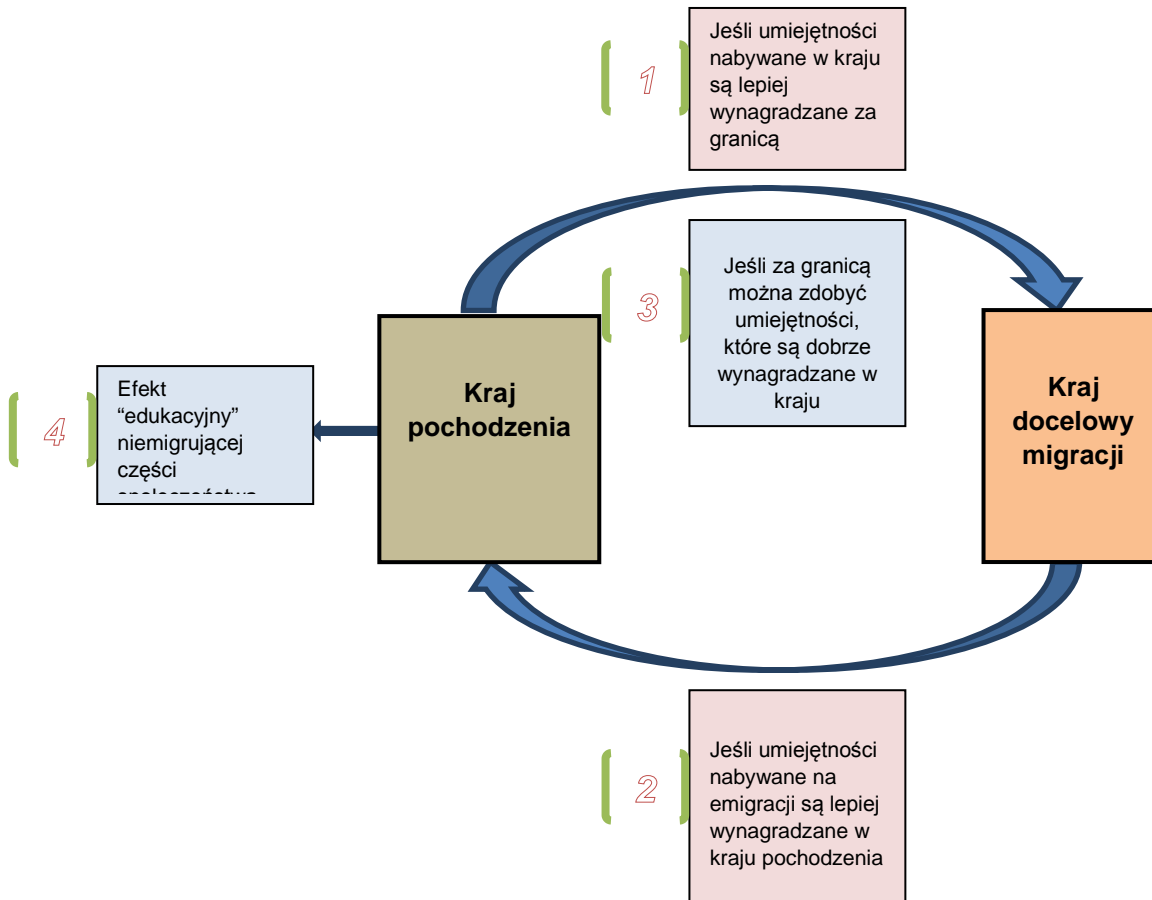 Jeśli umiejętności
nabywane w kraju
są lepiej
wynagradzane za
granicą
1
Jeśli za granicą
można zdobyć
umiejętności,
które są dobrze
wynagradzane w
kraju
3
Kraj
pochodzenia
Kraj
docelowy
migracji
Efekt
“edukacyjny”
niemigrującej
części
4
Jeśli umiejętności
nabywane na
emigracji są lepiej
wynagradzane w
kraju pochodzenia
2